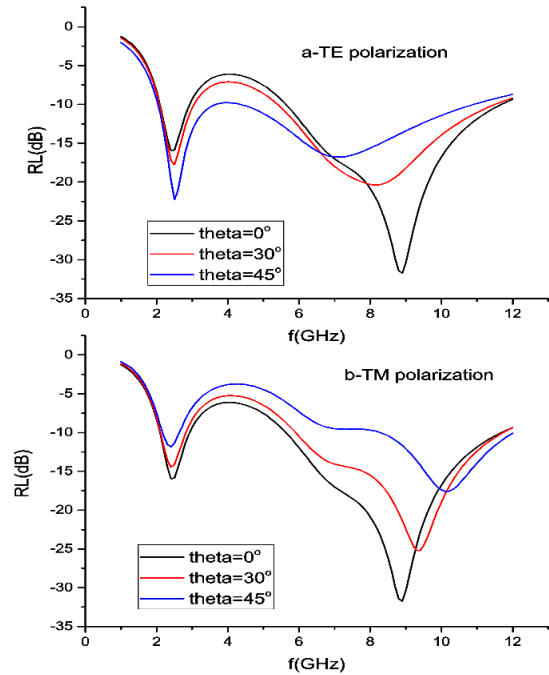 0
-5
-10
-15
-20
-25
-30
-35
RL(dB)
a-TE polarization
theta=0°
theta=30°
theta=45°
0 2 4 6 8 10 12
f(GHz)
0
-5
-10
-15
-20
-25
-30
-35
RL(dB)
b-TM polarization
theta=0°
theta=30°
theta=45°
0 2 4 6 8 10 12
f(GHz)